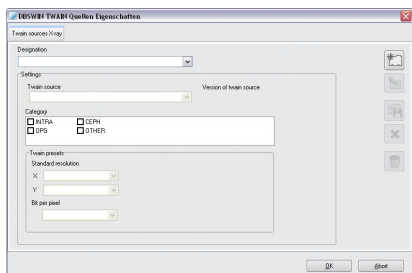 DBSWIN TWAIN Quellen Eigenschaften
Twain sources X-ray
Designation
Settings
Twain source
Version of twain source
Category
INTRA
CEPH
OPG
OTHER
Twain presets
Standard resolution
X
Y
Bit per pixel
OK
Abort